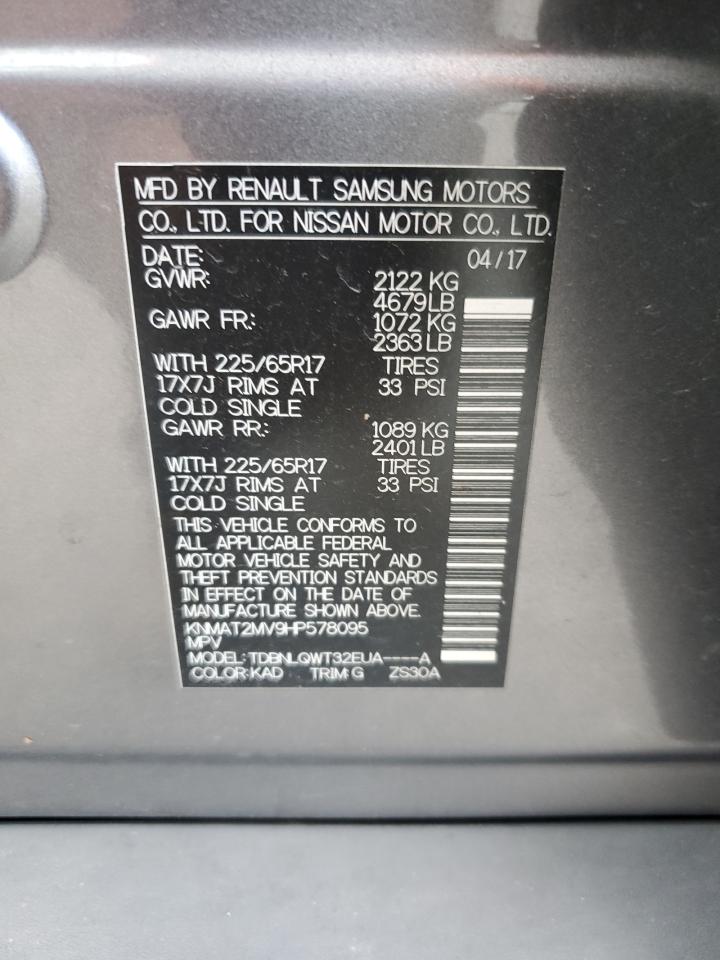 MFD BY RENAULT SAMSUNG MOTORS
CO., LTD. FOR NISSAN MOTOR CO., LTD.
DATE: 04/17
GVWR: 2122 KG
4679LB
GAWR FR.: 1072 KG
2363 LB
WITH 225/65R17 TIRES
17X7J RIMS AT 33 PSI
COLD SINGLE
GAWR RR.: 1089 KG
2401 LB
WITH 225/65R17 TIRES
17X7J RIMS AT 33 PSI
COLD SINGLE
THIS VEHICLE CONFORMS TO
ALL APPLICABLE FEDERAL
MOTOR VEHICLE SAFETY AND
THEFT PREVENTION STANDARDS
IN EFFECT ON THE DATE OF
MANUFACTURE SHOWN ABOVE.
KNMAT2MV9HP578095
MPV
MODEL: TDBNLQWT32EUA----A
COLOR:KAD TRIM: G ZS30A